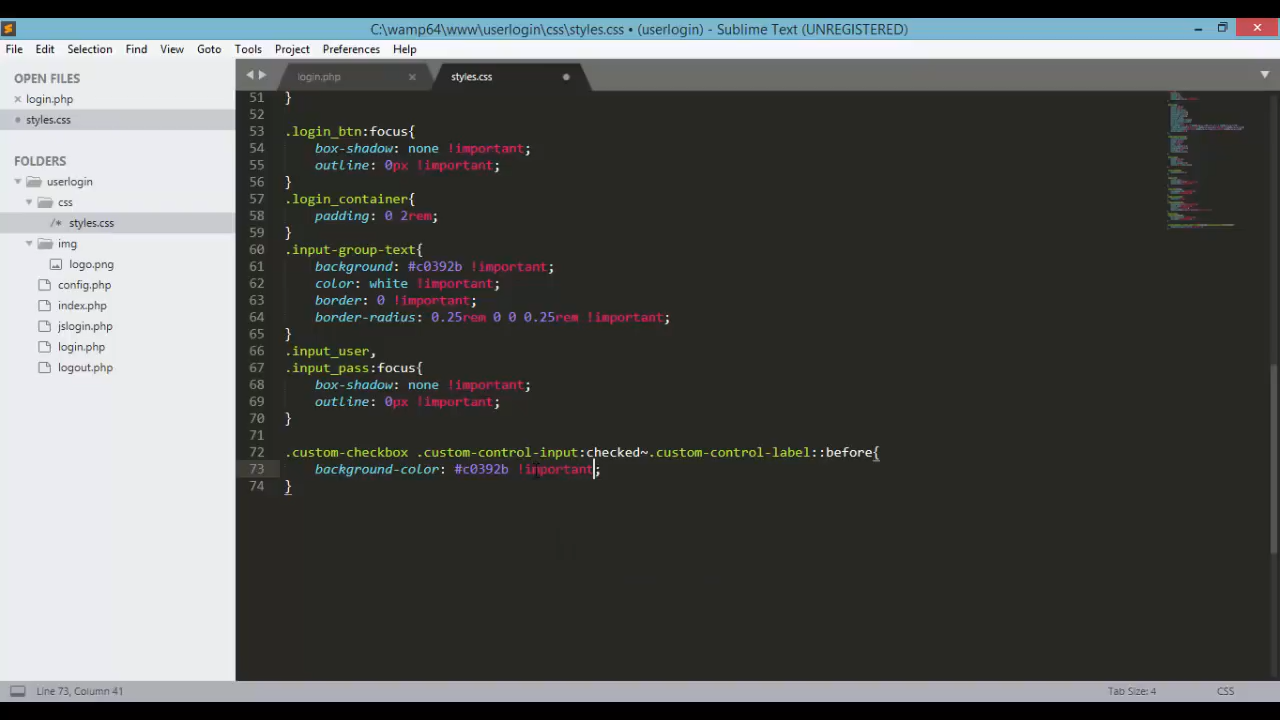 C:\wamp64\www\userlogin\css\styles.css • (userlogin) - Sublime Text (UNREGISTERED)
File Edit Selection Find View Goto Tools Project Preferences Help
OPEN FILES
login.php
styles.css
FOLDERS
userlogin
css
/* styles.css
img
logo.png
config.php
index.php
jslogin.php
login.php
logout.php
login.php
styles.css
51 }
52
53 .login_btn:focus{
54 box-shadow: none !important;
55 outline: 0px !important;
56 }
57 .login_container{
58 padding: 0 2rem;
59 }
60 .input-group-text{
61 background: #c0392b !important;
62 color: white !important;
63 border: 0 !important;
64 border-radius: 0.25rem 0 0 0.25rem !important;
65 }
66 .input_user,
67 .input_pass:focus{
68 box-shadow: none !important;
69 outline: 0px !important;
70 }
71
72 .custom-checkbox .custom-control-input:checked~.custom-control-label::before{
73 background-color: #c0392b !important;
74 }
Line 73, Column 41
Tab Size: 4
CSS